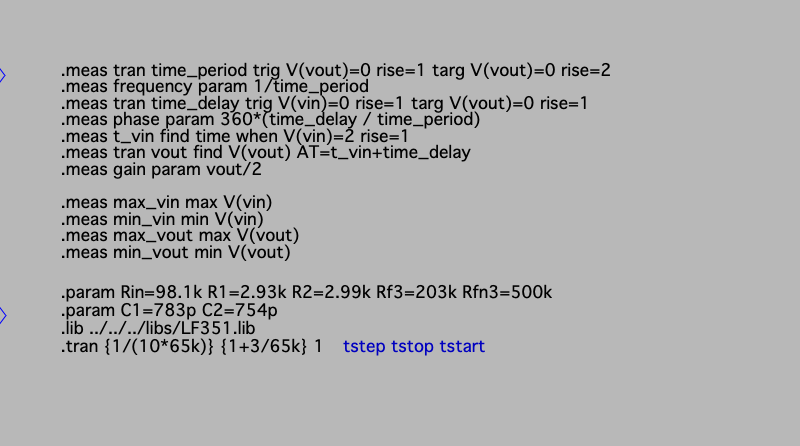 .meas tran time_period trig V(vout)=0 rise=1 targ V(vout)=0 rise=2
.meas frequency param 1/time_period
.meas tran time_delay trig V(vin)=0 rise=1 targ V(vout)=0 rise=1
.meas phase param 360*(time_delay / time_period)
.meas t_vin find time when V(vin)=2 rise=1
.meas tran vout find V(vout) AT=t_vin+time_delay
.meas gain param vout/2
.meas max_vin max V(vin)
.meas min_vin min V(vin)
.meas max_vout max V(vout)
.meas min_vout min V(vout)
.param Rin=98.1k R1=2.93k R2=2.99k Rf3=203k Rfn3=500k
.param C1=783p C2=754p
.lib ../../../libs/LF351.lib
.tran {1/(10*65k)} {1+3/65k} 1 tstep tstop tstart